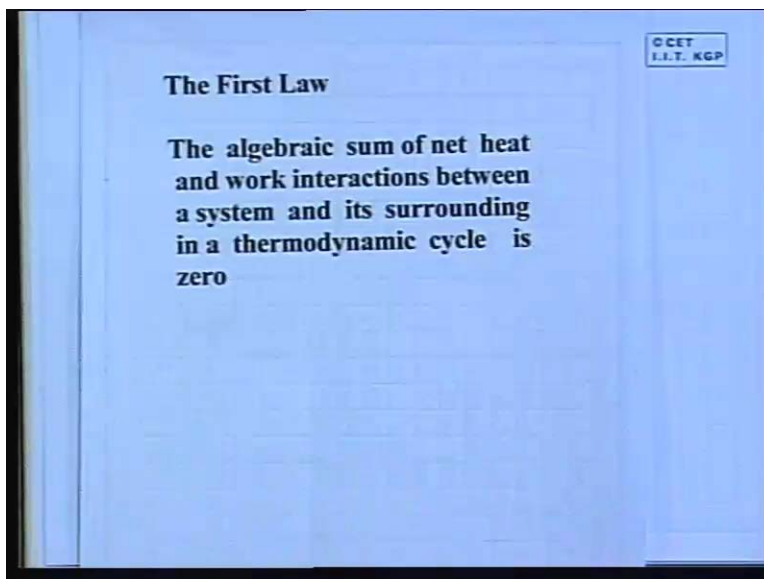 © CET
I.I.T. KGP
The First Law
The algebraic sum of net heat
and work interactions between
a system and its surrounding
in a thermodynamic cycle is
zero